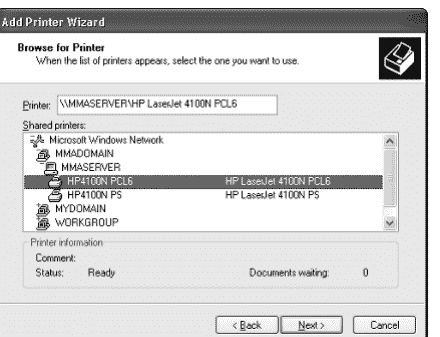 Add Printer Wizard
Browse for Printer
When the list of printers appears, select the one you want to use.
Printer: \\MMASERVER\HP LaserJet 4100N PCL6
Shared printers:
Microsoft Windows Network
MMADOMAIN
MMASERVER
HP4100N PCL6 HP LaserJet 4100N PCL6
HP4100N PS HP LaserJet 4100N PS
MYDOMAIN
WORKGROUP
Printer information
Comment:
Status: Ready Documents waiting: 0
< Back Next > Cancel